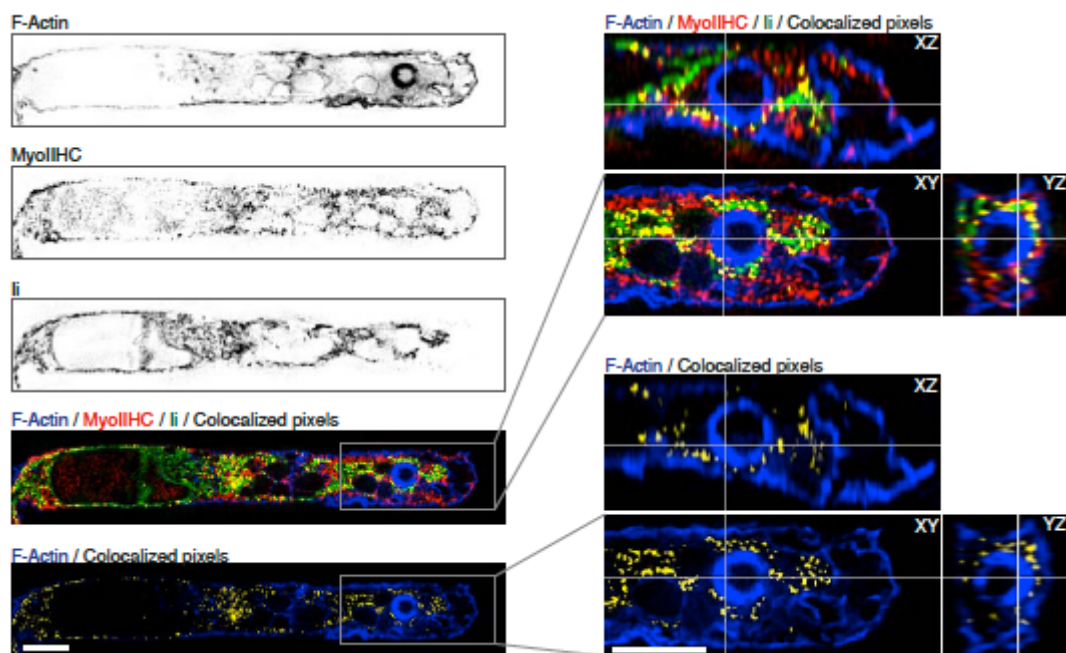 F-Actin
MyoIIHC
Ii
F-Actin / MyoIIHC / Ii / Colocalized pixels
F-Actin / Colocalized pixels
F-Actin / MyoIIHC / Ii / Colocalized pixels
XZ
XY
YZ
F-Actin / Colocalized pixels
XZ
XY
YZ